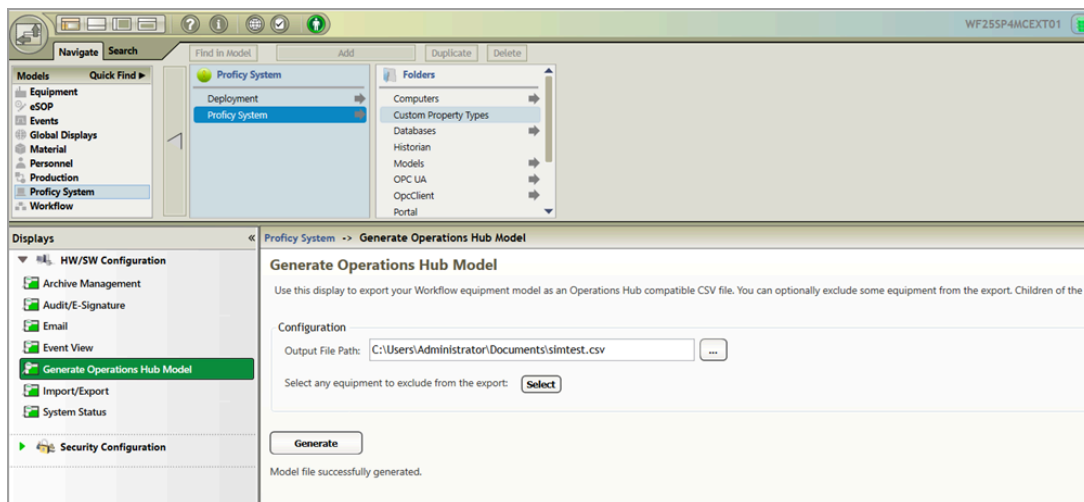 WF25SP4MCEXT01
Navigate Search
Find in Model Add Duplicate Delete
Models Quick Find
Equipment
eSOP
Events
Global Displays
Material
Personnel
Production
Proficy System
Workflow
Proficy System
Deployment
Proficy System
Folders
Computers
Custom Property Types
Databases
Historian
Models
OPC UA
OpcClient
Portal
Displays
HW/SW Configuration
Archive Management
Audit/E-Signature
Email
Event View
Generate Operations Hub Model
Import/Export
System Status
Security Configuration
Proficy System -> Generate Operations Hub Model
Generate Operations Hub Model
Use this display to export your Workflow equipment model as an Operations Hub compatible CSV file. You can optionally exclude some equipment from the export. Children of the
Configuration
Output File Path: C:\Users\Administrator\Documents\simtest.csv ...
Select any equipment to exclude from the export: Select
Generate
Model file successfully generated.